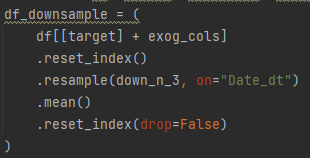 df_downsample = (
    df[[target] + exog_cols]
    .reset_index()
    .resample(down_n_3, on="Date_dt")
    .mean()
    .reset_index(drop=False)
)